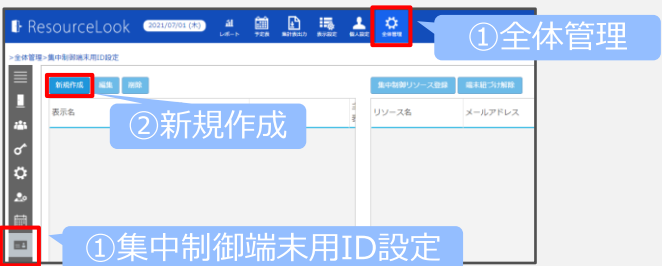 ResourceLook 2021/07/01 (木) レポート 予定表 集計表出力 表示設定 個人設定 全体管理
①全体管理
>全体管理>集中制御端末用ID設定
新規作成 編集 削除 集中制御リソース登録 端末紐づけ解除
表示名 リソース名 メールアドレス
②新規作成
①集中制御端末用ID設定